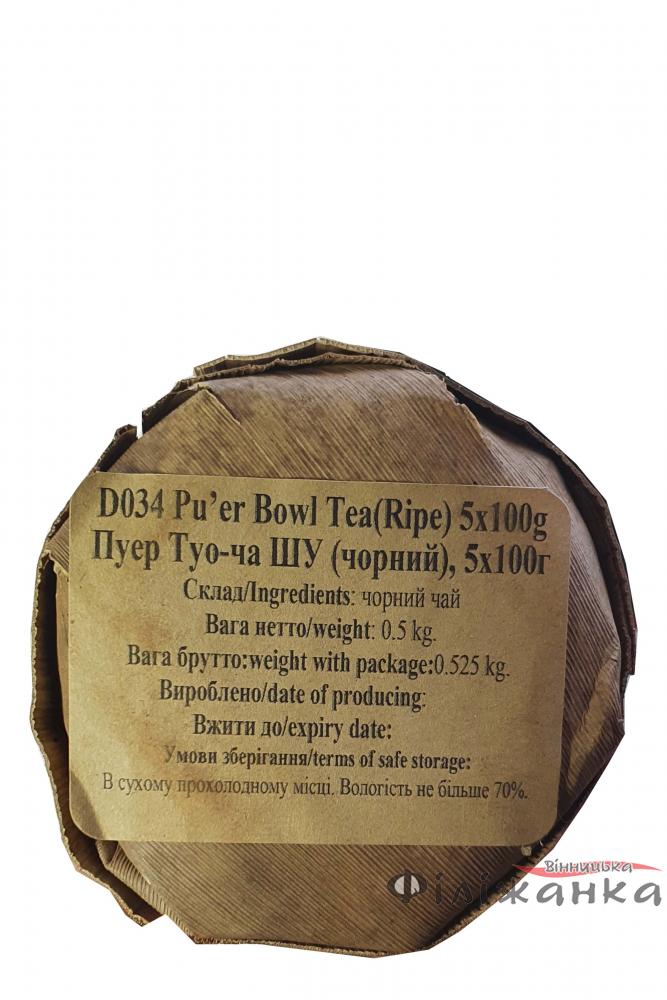 D034 Pu’er Bowl Tea(Ripe) 5x100g
Пуер Туо-ча ШУ (чорний), 5x100г
Склад/Ingredients: чорний чай
Вага нетто/weight: 0.5 kg.
Вага брутто:weight with package:0.525 kg.
Вироблено/date of producing:
Вжити до/expiry date:
Умови зберігання/terms of safe storage:
В сухому прохолодному місці. Вологість не більше 70%.
Вінницька
Філіжанка